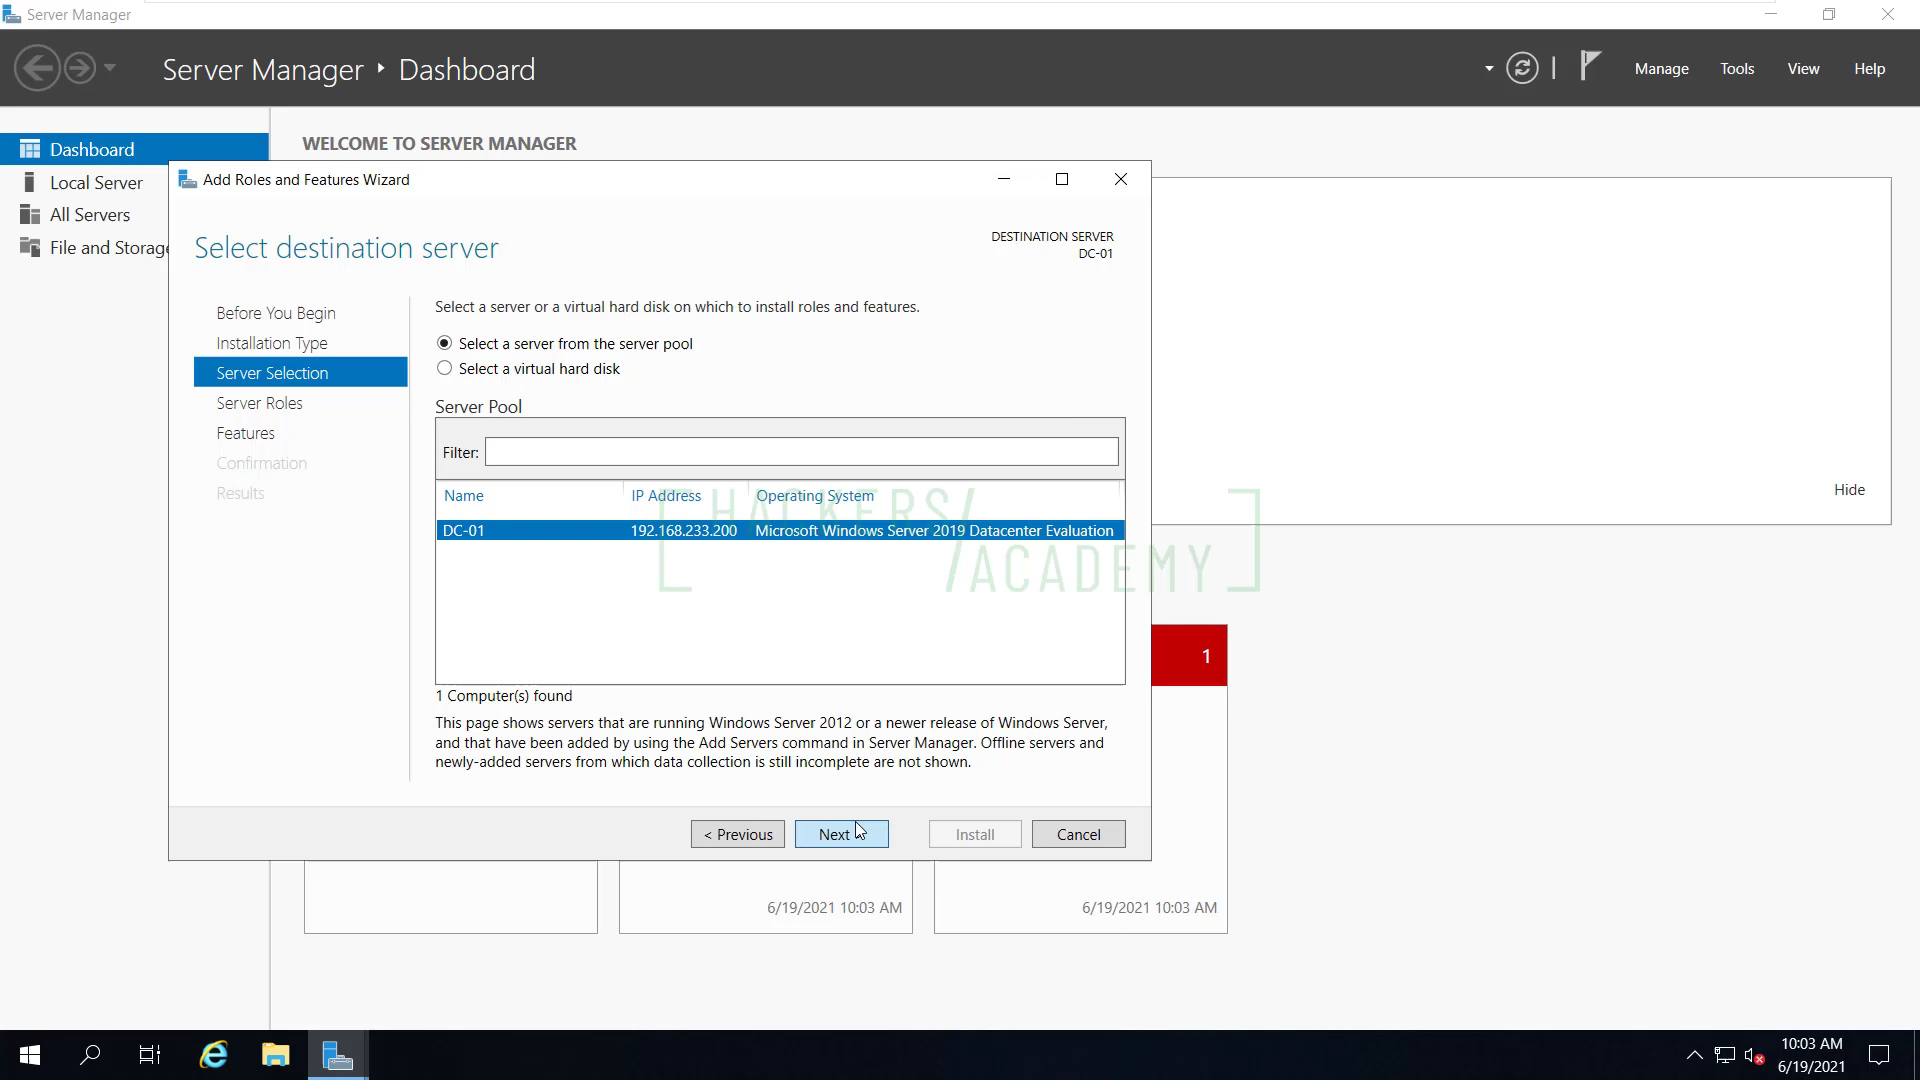 Server Manager
Server Manager ‣ Dashboard
Manage
Tools
View
Help
Dashboard
Local Server
All Servers
File and Storage
WELCOME TO SERVER MANAGER
Add Roles and Features Wizard
Select destination server
DESTINATION SERVER
DC-01
Before You Begin
Installation Type
Server Selection
Server Roles
Features
Confirmation
Results
Select a server or a virtual hard disk on which to install roles and features.
Select a server from the server pool
Select a virtual hard disk
Server Pool
Filter:
Name IP Address Operating System
DC-01 192.168.233.200 Microsoft Windows Server 2019 Datacenter Evaluation
HACKERS/
/ACADEMY
1 Computer(s) found
This page shows servers that are running Windows Server 2012 or a newer release of Windows Server,
and that have been added by using the Add Servers command in Server Manager. Offline servers and
newly-added servers from which data collection is still incomplete are not shown.
< Previous
Next
Install
Cancel
Hide
1
6/19/2021 10:03 AM
6/19/2021 10:03 AM
10:03 AM
6/19/2021